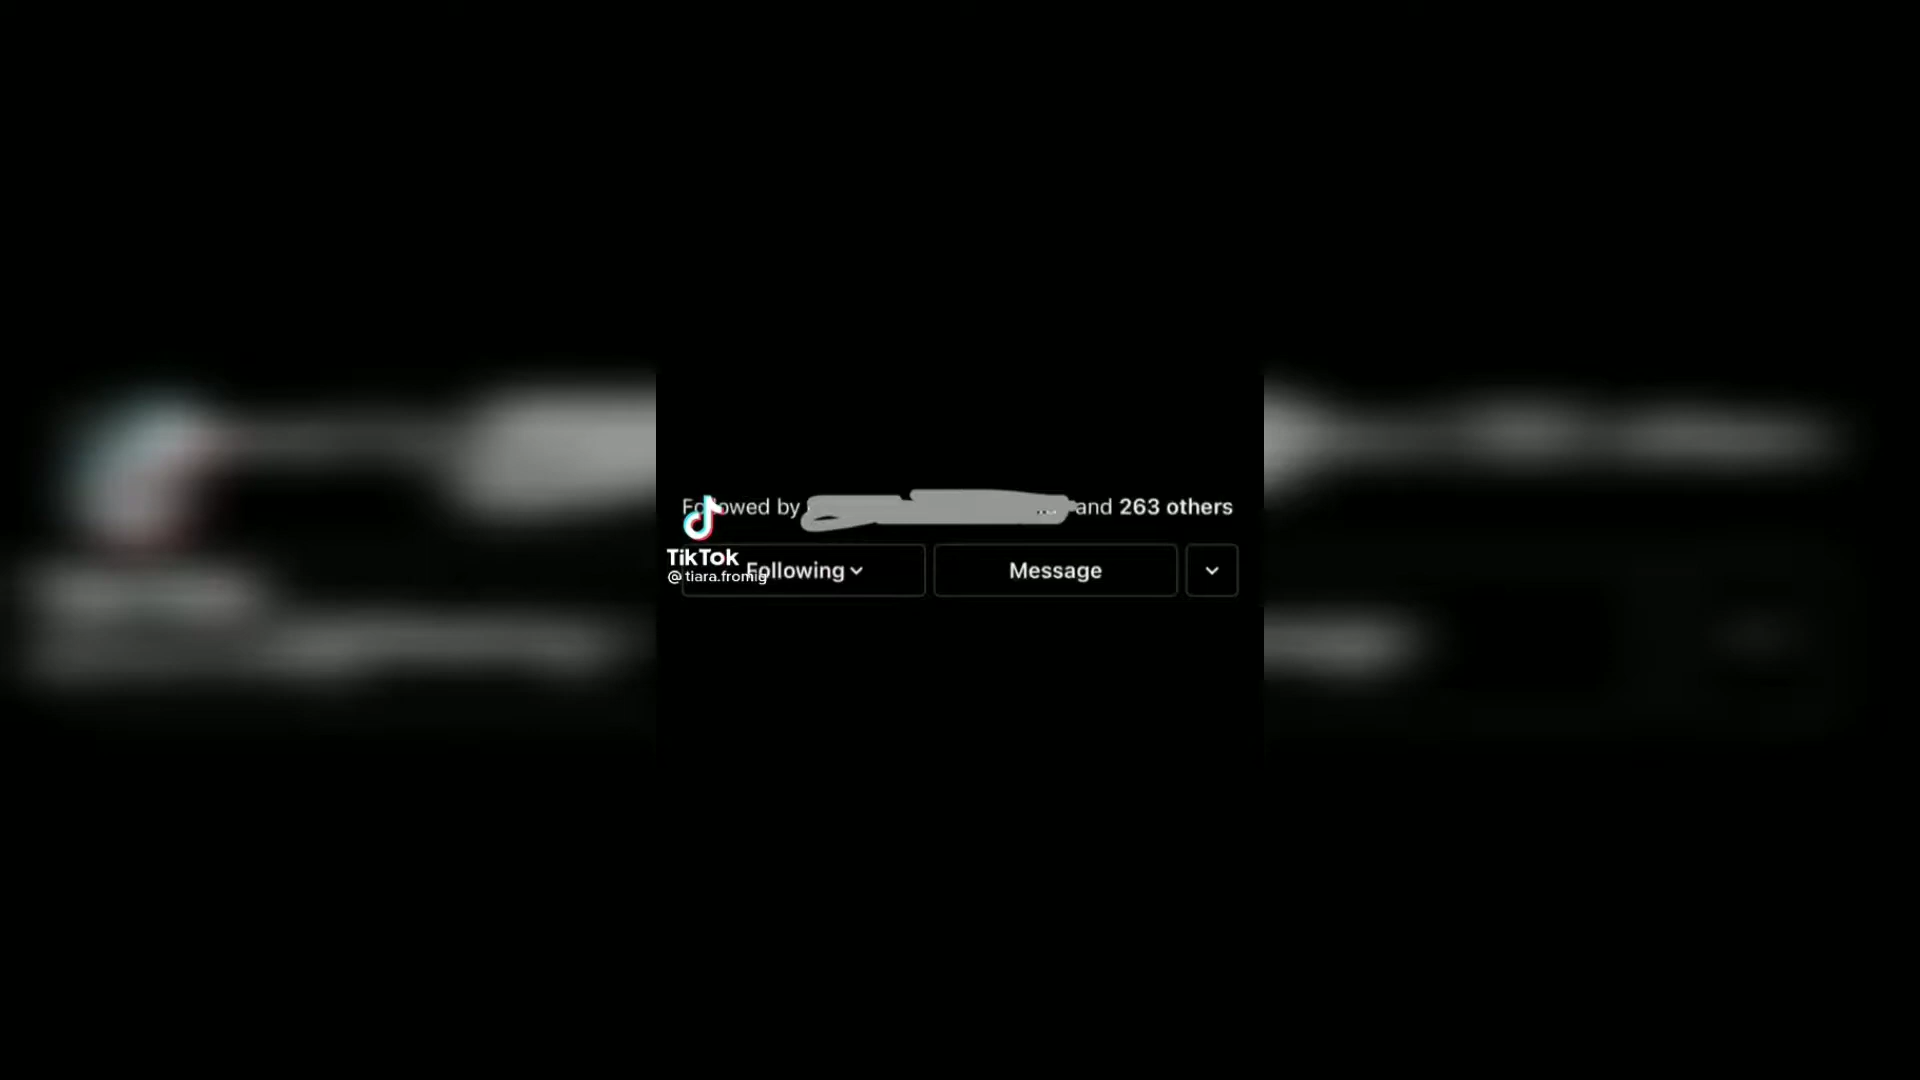 Followed by and 263 others
TikTok
@tiara.fromig
Following
Message